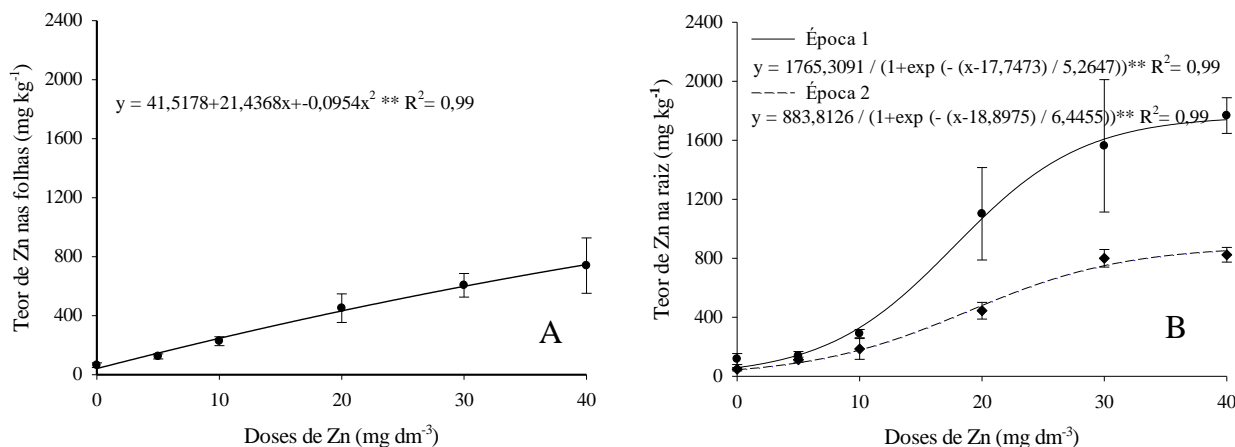 Teor de Zn nas folhas (mg kg⁻¹)
2400
2000
1600
1200
800
400
0
y = 41,5178+21,4368x+-0,0954x² ** R²= 0,99
A
0 10 20 30 40
Doses de Zn (mg dm⁻³)
Teor de Zn na raiz (mg kg⁻¹)
2400
2000
1600
1200
800
400
0
Época 1
y = 1765,3091 / (1+exp (- (x-17,7473) / 5,2647))** R²= 0,99
Época 2
y = 883,8126 / (1+exp (- (x-18,8975) / 6,4455))** R²= 0,99
B
0 10 20 30 40
Doses de Zn (mg dm⁻³)